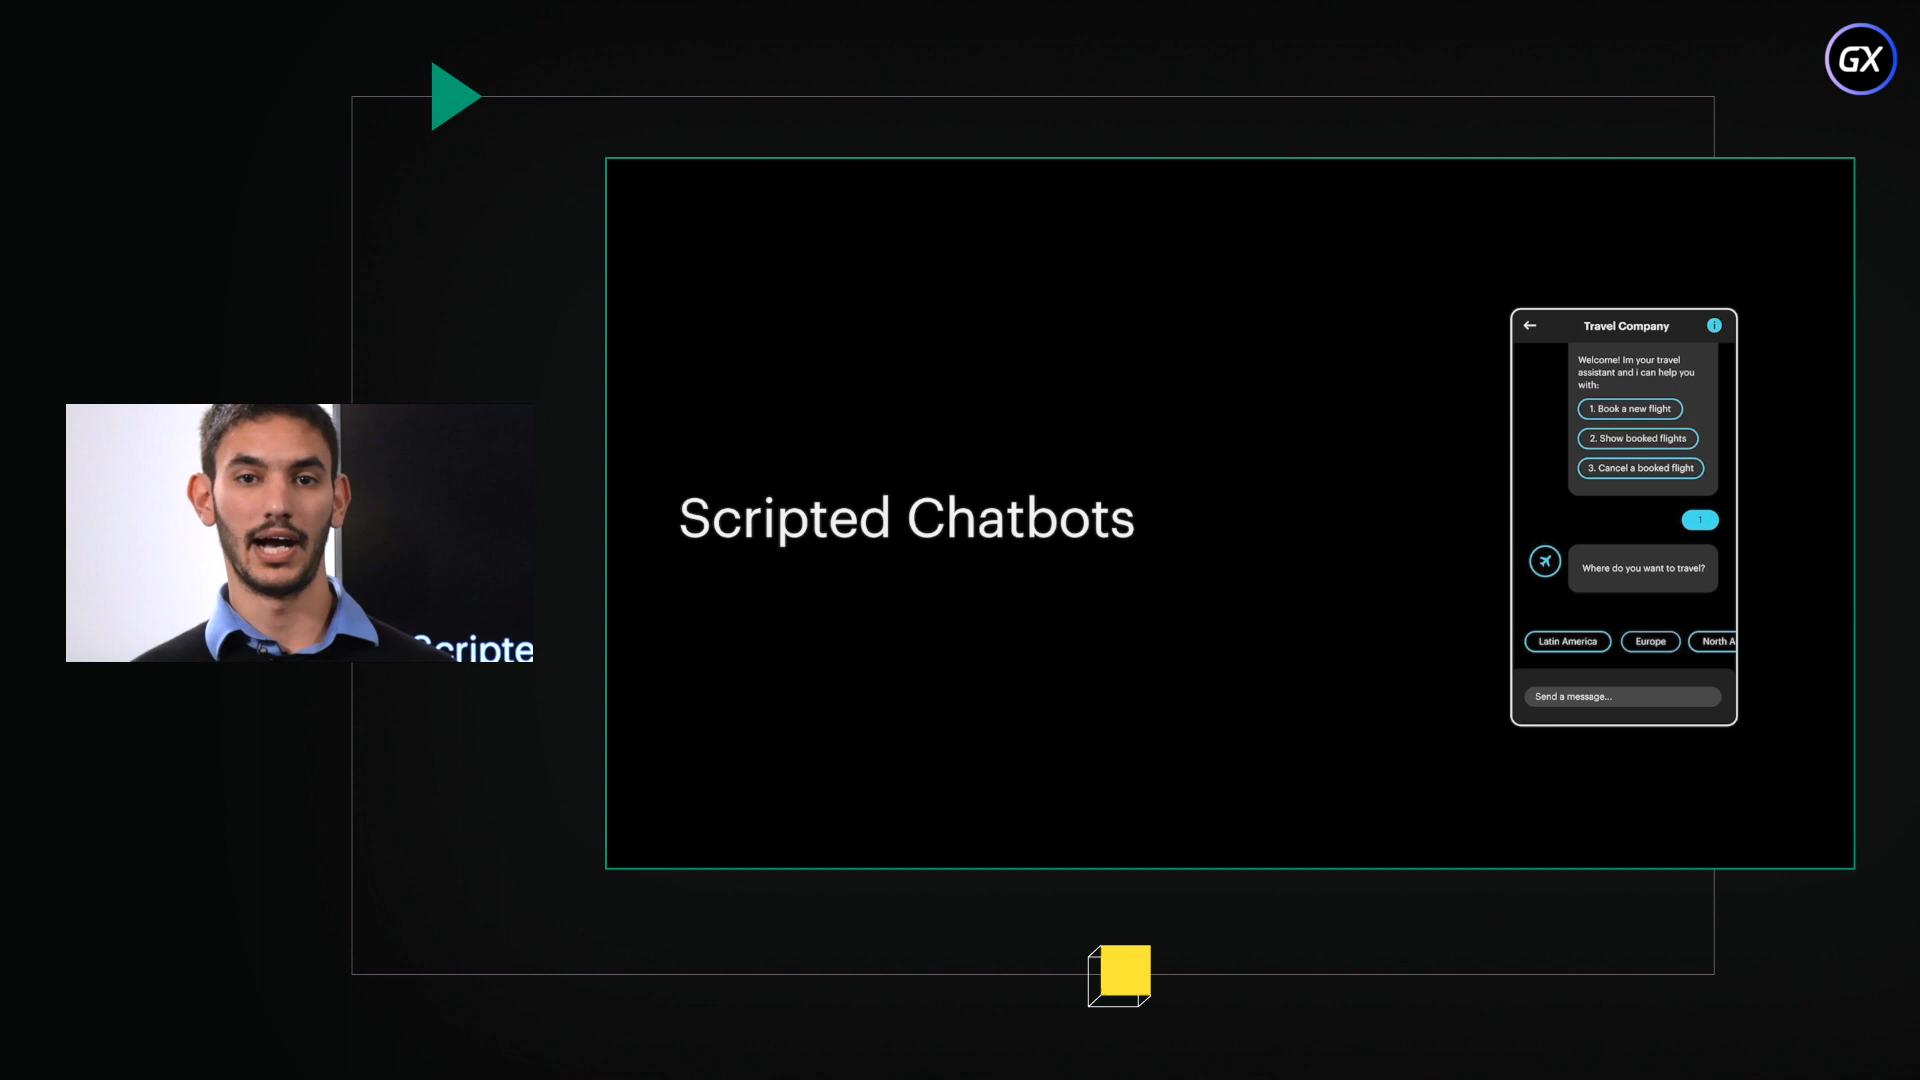 GX
Scripted Chatbots
Travel Company
i
Welcome! Im your travel
assistant and i can help you
with:
1. Book a new flight
2. Show booked flights
3. Cancel a booked flight
1
Where do you want to travel?
Latin America
Europe
North A
Send a message...
Scripte